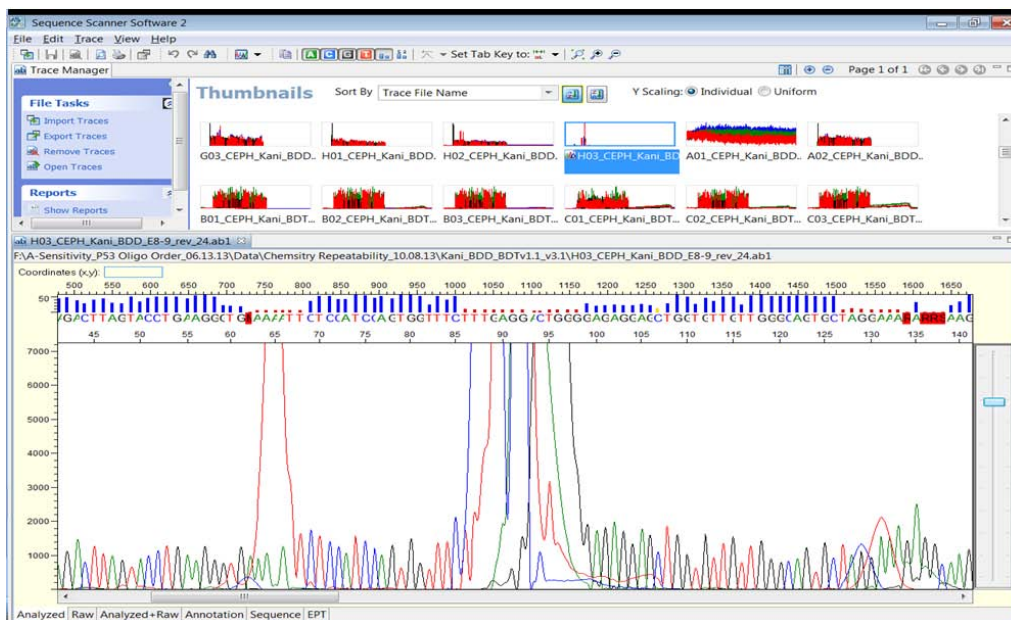 Sequence Scanner Software 2
File Edit Trace View Help
A C G T Set Tab Key to:
Trace Manager
Page 1 of 1
File Tasks
Import Traces
Export Traces
Remove Traces
Open Traces
Reports
Show Reports
Thumbnails Sort By Trace File Name Y Scaling: Individual Uniform
G03_CEPH_Kani_BDD.. H01_CEPH_Kani_BDD. H02_CEPH_Kani_BDD. H03_CEPH_Kani_BD A01_CEPH_Kani_BDD.. A02_CEPH_Kani_BDD..
B01_CEPH_Kani_BDT... B02_CEPH_Kani_BDT... B03_CEPH_Kani_BDT... C01_CEPH_Kani_BDT... C02_CEPH_Kani_BDT... C03_CEPH_Kani_BDT...
H03_CEPH_Kani_BDD_E8-9_rev_24.ab1
F:\A-Sensitivity_P53 Oligo Order_06.13.13\Data\Chemsitry Repeatability_10.08.13\Kani_BDD_BDTv1.1_v3.1\H03_CEPH_Kani_BDD_E8-9_rev_24.ab1
Coordinates (x,y):
500 550 600 650 700 750 800 850 900 950 1000 1050 1100 1150 1200 1250 1300 1350 1400 1450 1500 1550 1600 1650
50
45 55 60 65 70 75 80 85 90 95 100 105 110 115 120 125 130 135 140
7000
6000
5000
4000
3000
2000
1000
Analyzed Raw Analyzed+Raw Annotation Sequence EPT